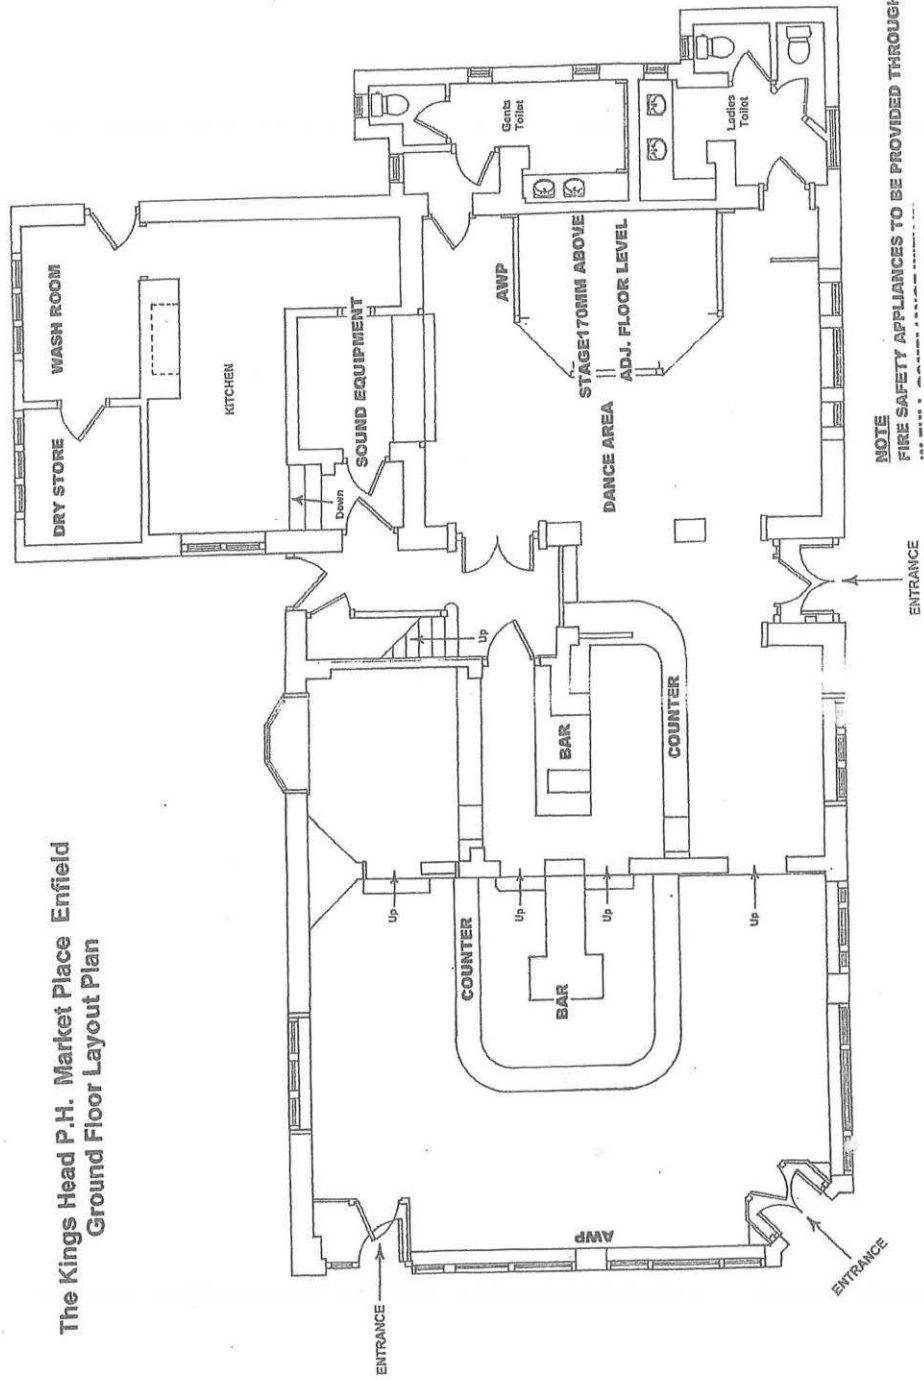 The Kings Head P.H. Market Place Enfield
Ground Floor Layout Plan
DRY STORE
WASH ROOM
KITCHEN
SOUND EQUIPMENT
Down
Up
Gents
Toilet
Ladies
Toilet
AWP
STAGE170MM ABOVE
ADJ. FLOOR LEVEL
DANCE AREA
BAR
COUNTER
Up
Up
Up
Up
COUNTER
BAR
AWP
ENTRANCE
ENTRANCE
ENTRANCE
NOTE
FIRE SAFETY APPLIANCES TO BE PROVIDED THROUGH